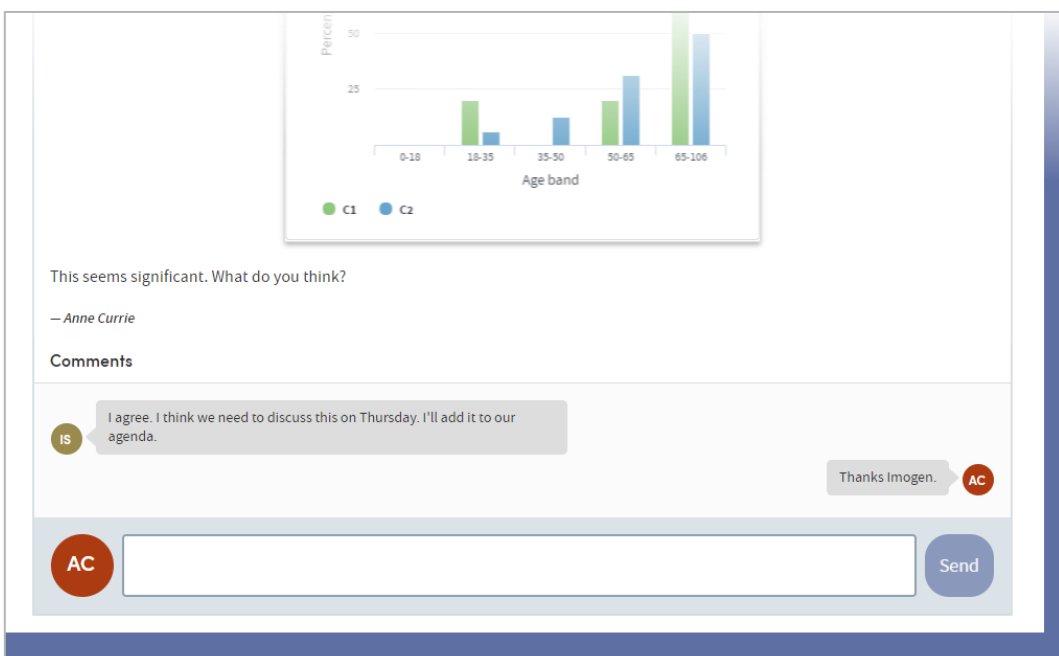 Percen
50
25
0-18 18-35 35-50 50-65 65-106
Age band
C1 C2
This seems significant. What do you think?
— Anne Currie
Comments
I agree. I think we need to discuss this on Thursday. I'll add it to our
agenda.
IS
Thanks Imogen.
AC
AC
Send